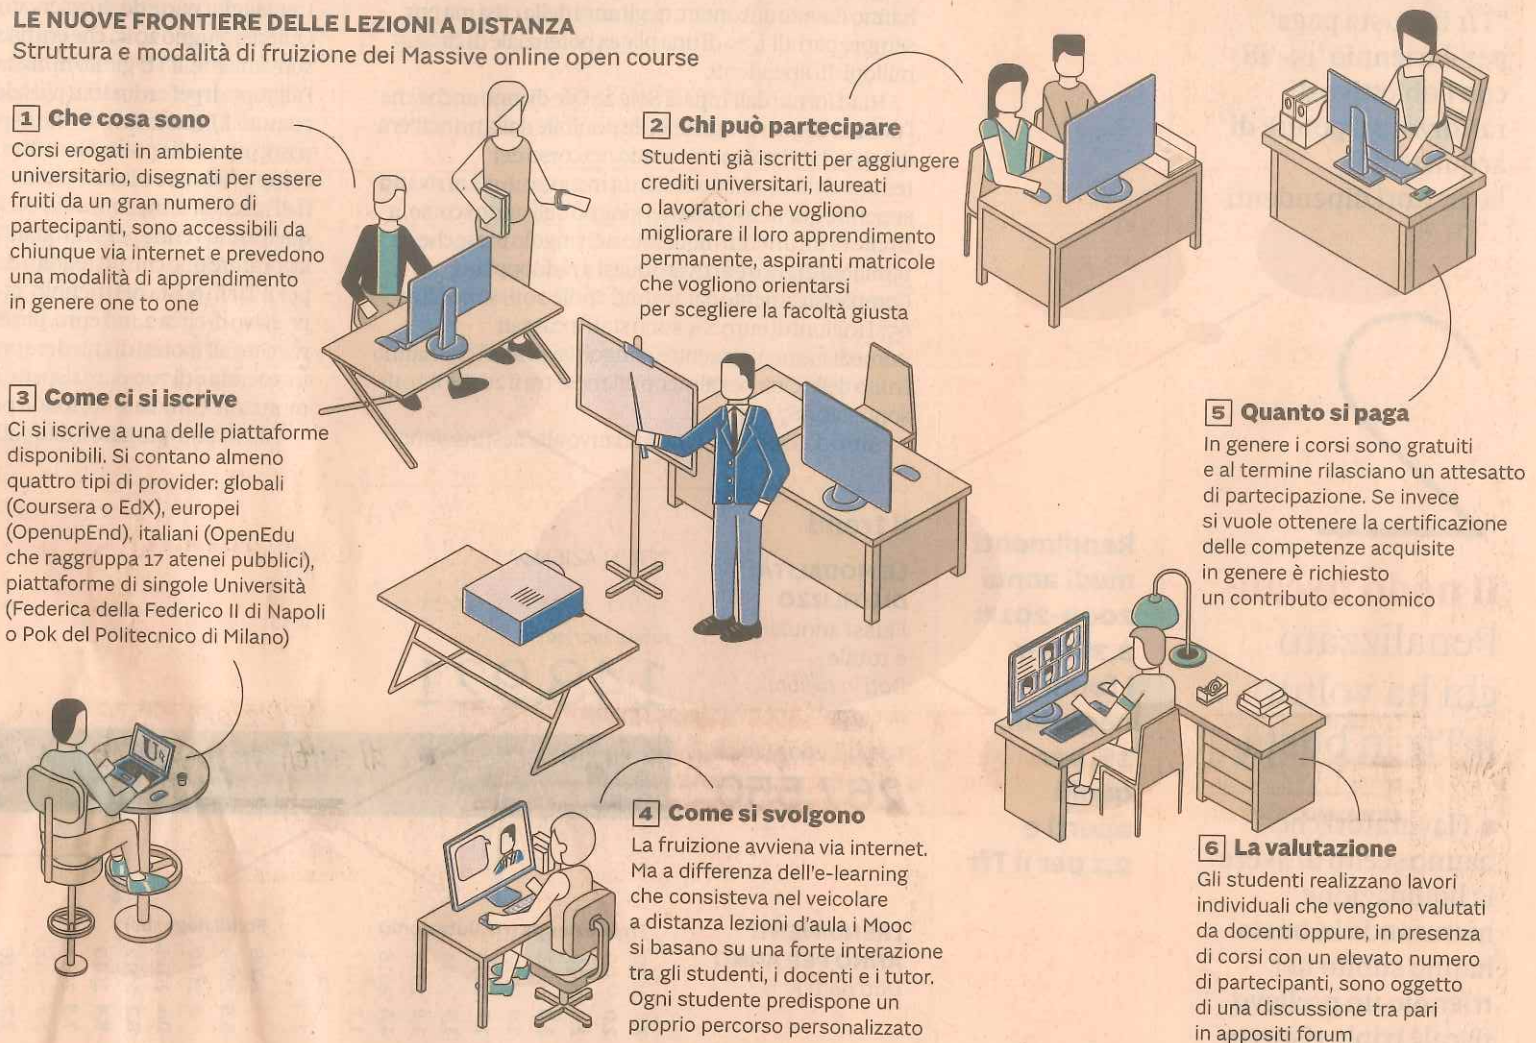 LE NUOVE FRONTIERE DELLE LEZIONI A DISTANZA
Struttura e modalità di fruizione dei Massive online open course
1 Che cosa sono
Corsi erogati in ambiente
universitario, disegnati per essere
fruiti da un gran numero di
partecipanti, sono accessibili da
chiunque via internet e prevedono
una modalità di apprendimento
in genere one to one
2 Chi può partecipare
Studenti già iscritti per aggiungere
crediti universitari, laureati
o lavoratori che vogliono
migliorare il loro apprendimento
permanente, aspiranti matricole
che vogliono orientarsi
per scegliere la facoltà giusta
3 Come ci si iscrive
Ci si iscrive a una delle piattaforme
disponibili. Si contano almeno
quattro tipi di provider: globali
(Coursera o EdX), europei
(OpenupEnd), italiani (OpenEdu
che raggruppa 17 atenei pubblici),
piattaforme di singole Università
(Federica della Federico II di Napoli
o Pok del Politecnico di Milano)
4 Come si svolgono
La fruizione avviena via internet.
Ma a differenza dell'e-learning
che consisteva nel veicolare
a distanza lezioni d'aula i Mooc
si basano su una forte interazione
tra gli studenti, i docenti e i tutor.
Ogni studente predispone un
proprio percorso personalizzato
5 Quanto si paga
In genere i corsi sono gratuiti
e al termine rilasciano un attesatto
di partecipazione. Se invece
si vuole ottenere la certificazione
delle competenze acquisite
in genere è richiesto
un contributo economico
6 La valutazione
Gli studenti realizzano lavori
individuali che vengono valutati
da docenti oppure, in presenza
di corsi con un elevato numero
di partecipanti, sono oggetto
di una discussione tra pari
in appositi forum